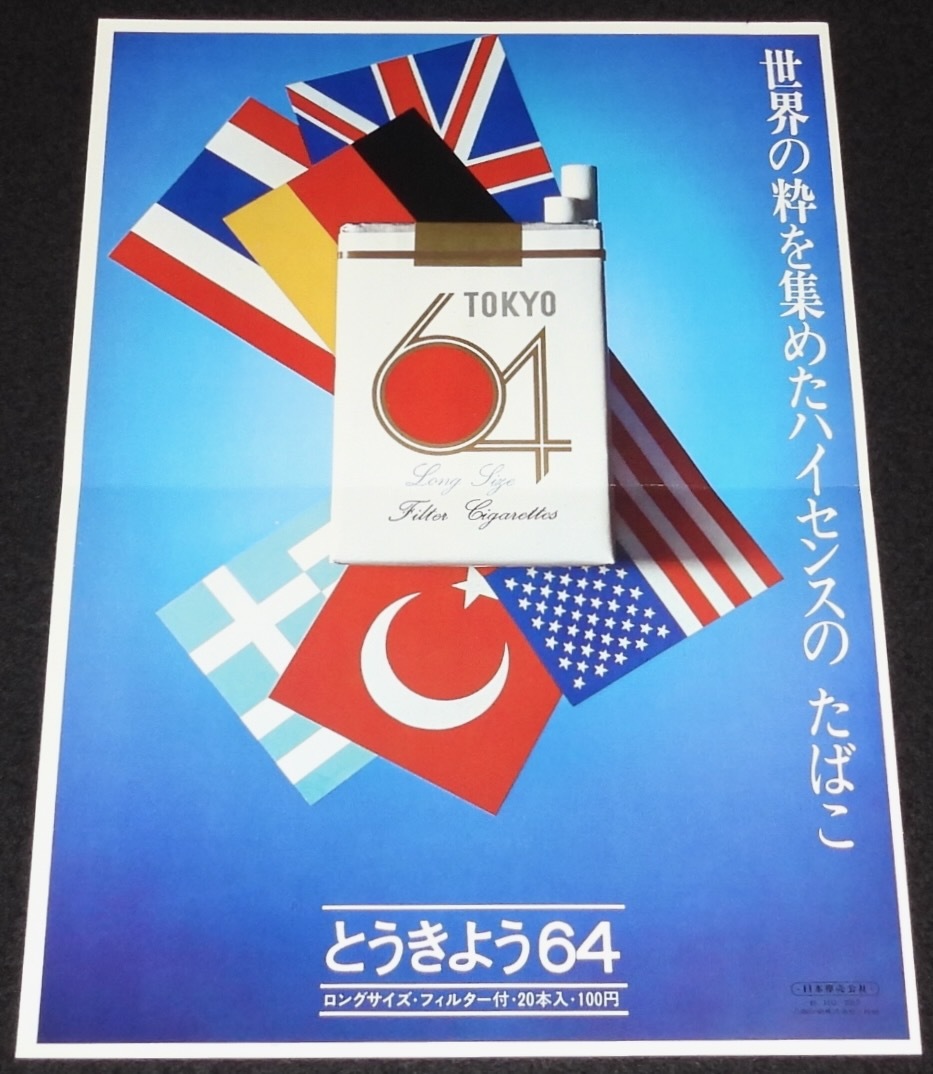 世界の粋を集めたハイセンスの たばこ
TOKYO
64
Long Size
Filter Cigarettes
とうきよう64
ロングサイズ・フィルター付・20本入・100円
日本専売公社